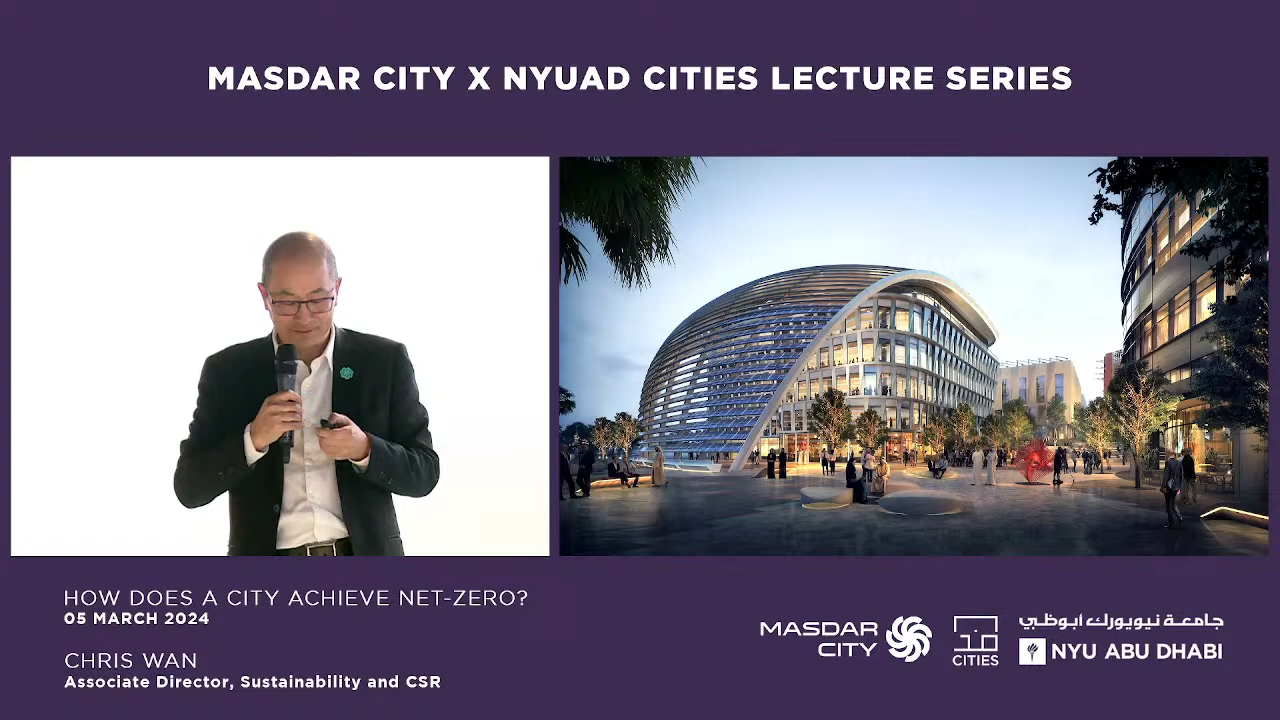 MASDAR CITY X NYUAD CITIES LECTURE SERIES
HOW DOES A CITY ACHIEVE NET-ZERO?
05 MARCH 2024
CHRIS WAN
Associate Director, Sustainability and CSR
MASDAR
CITY
CITIES
جامعة نيويورك أبوظبي
NYU ABU DHABI